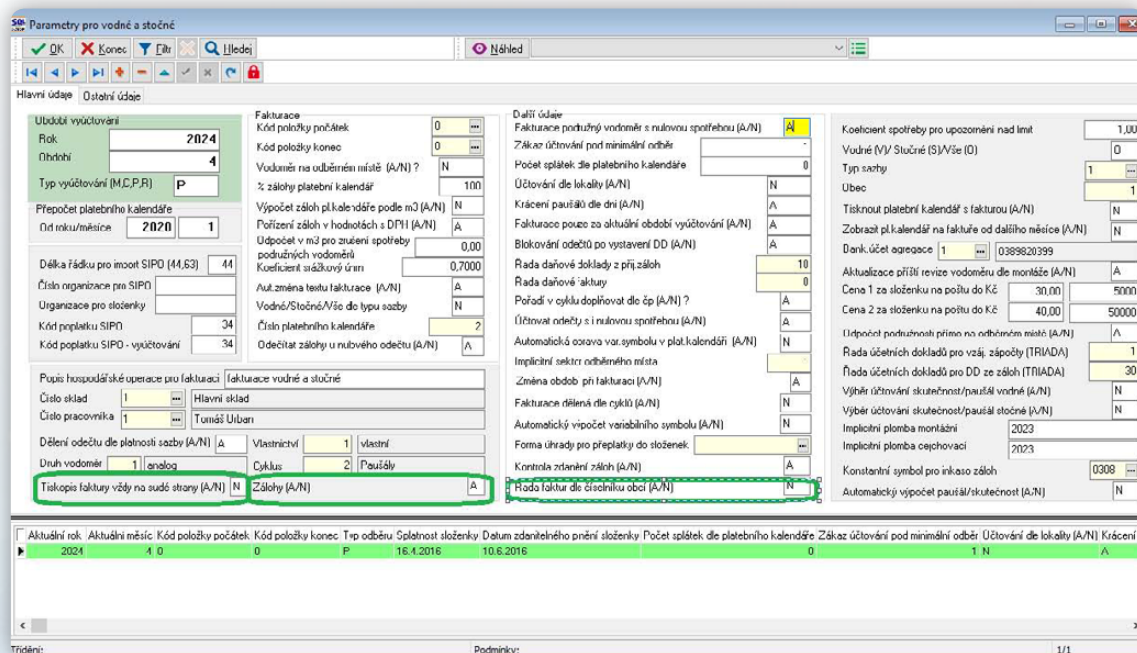 Parametry pro vodné a stočné
OK Konec Filtr Hledej Náhled
Hlavní údaje Ostatní údaje
Období vyúčtování
Rok 2024
Období 4
Typ vyúčtování (M,C,P,R) P
Přepočet platebního kalendáře
Od roku/měsíce 2020 1
Délka řádku pro import SIPO (44,63) 44
Číslo organizace pro SIPO
Organizace pro složenky
Kód poplatku SIPO 34
Kód poplatku SIPO - vyúčtování 34
Fakturace
Kód položky počátek 0
Kód položky konec 0
Vodoměr na odběrném místě (A/N) ? N
% zálohy platební kalendář 100
Výpočet záloh pl.kalendáře podle m3 (A/N) N
Pořízení záloh v hodnotách s DPH (A/N) A
Odpočet v m3 pro zrušení spotřeby
podružných vodoměrů 0,00
Koeficient srážkový úhrn 0,7000
Aut.změna textu fakturace (A/N) A
Vodné/Stočné/Vše dle typu sazby N
Číslo platebního kalendáře 2
Odečítat zálohy u nulového odečtu (A/N) A
Popis hospodářské operace pro fakturaci fakturace vodné a stočné
Číslo sklad 1 Hlavní sklad
Číslo pracovníka 1 Tomáš Urban
Dělení odečtu dle platnosti sazby (A/N) A Vlastnictví 1 vlastní
Druh vodoměr 1 analog Cyklus 2 Paušály
Tiskopis faktury vždy na sudé strany (A/N) N Zálohy (A/N) A
Další údaje
Fakturace podružný vodoměr s nulovou spotřebou (A/N) A
Zákaz účtování pod minimální odběr
Počet splátek dle platebního kalendáře 0
Účtování dle lokality (A/N) N
Krácení paušálů dle dní (A/N) A
Fakturace pouze za aktuální období vyúčtování (A/N) A
Blokování odečtů po vystavení DD (A/N) A
Řada daňové doklady z přij.záloh 10
Řada daňové faktury 0
Pořadí v cyklu doplňovat dle čp (A/N) ? A
Účtovat odečty s i nulovou spotřebou (A/N) A
Automatická oprava var.symbolu v plat.kalendáři (A/N) N
Implicitní sektor odběrného místa
Změna období při fakturaci (A/N) A
Fakturace dělená dle cyklů (A/N) N
Automatický výpočet variabilního symbolu (A/N) N
Forma úhrady pro přeplatky do složenek
Kontrola zdanění záloh (A/N) A
Řada faktur dle číselníku obcí (A/N) N
Koeficient spotřeby pro upozornění nad limit 1,00
Vodné (V)/ Stočné (S)/Vše (O) O
Typ sazby 1
Obec 1
Tisknout platební kalendář s fakturou (A/N) N
Zobrazit pl.kalendář na faktuře od dalšího měsíce (A/N) N
Bank.účet agregace 1 0389820399
Aktualizace příští revize vodoměru dle montáže (A/N) A
Cena 1 za složenku na poštu do Kč 30,00 5000
Cena 2 za složenku na poštu do Kč 40,00 50000
Odpočet podružnosti přímo na odběrném místě (A/N) A
Řada účetních dokladů pro vzáj. zápočty (TRIADA) 1
Řada účetních dokladů pro DD ze záloh (TRIADA) 30
Výběr účtování skutečnost/paušál vodné (A/N) N
Výběr účtování skutečnost/paušál stočné (A/N) N
Implicitní plomba montážní 2023
Implicitní plomba cejchovací 2023
Konstantní symbol pro inkaso záloh 0308
Automatický výpočet paušál/skutečnost (A/N) N
Aktuální rok Aktuální měsíc Kód položky počátek Kód položky konec Typ odběru Splatnost složenky Datum zdanitelného plnění složenky Počet splátek dle platebního kalendáře Zákaz účtování pod minimální odběr Účtování dle lokality (A/N) Krácení
2024 4 0 0 P 16.4.2016 10.6.2016 0 1 N A
Třídění: Podmínky: 1/1